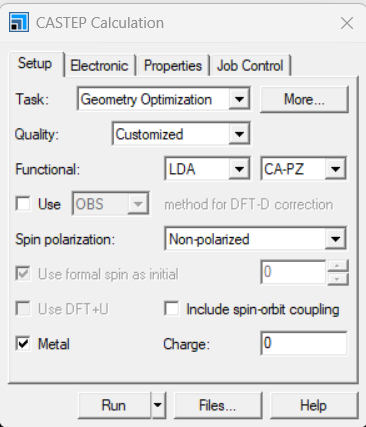 CASTEP Calculation
Setup Electronic Properties Job Control
Task: Geometry Optimization More...
Quality: Customized
Functional: LDA CA-PZ
Use OBS method for DFT-D correction
Spin polarization: Non-polarized
Use formal spin as initial 0
Use DFT+U Include spin-orbit coupling
Metal Charge: 0
Run Files... Help